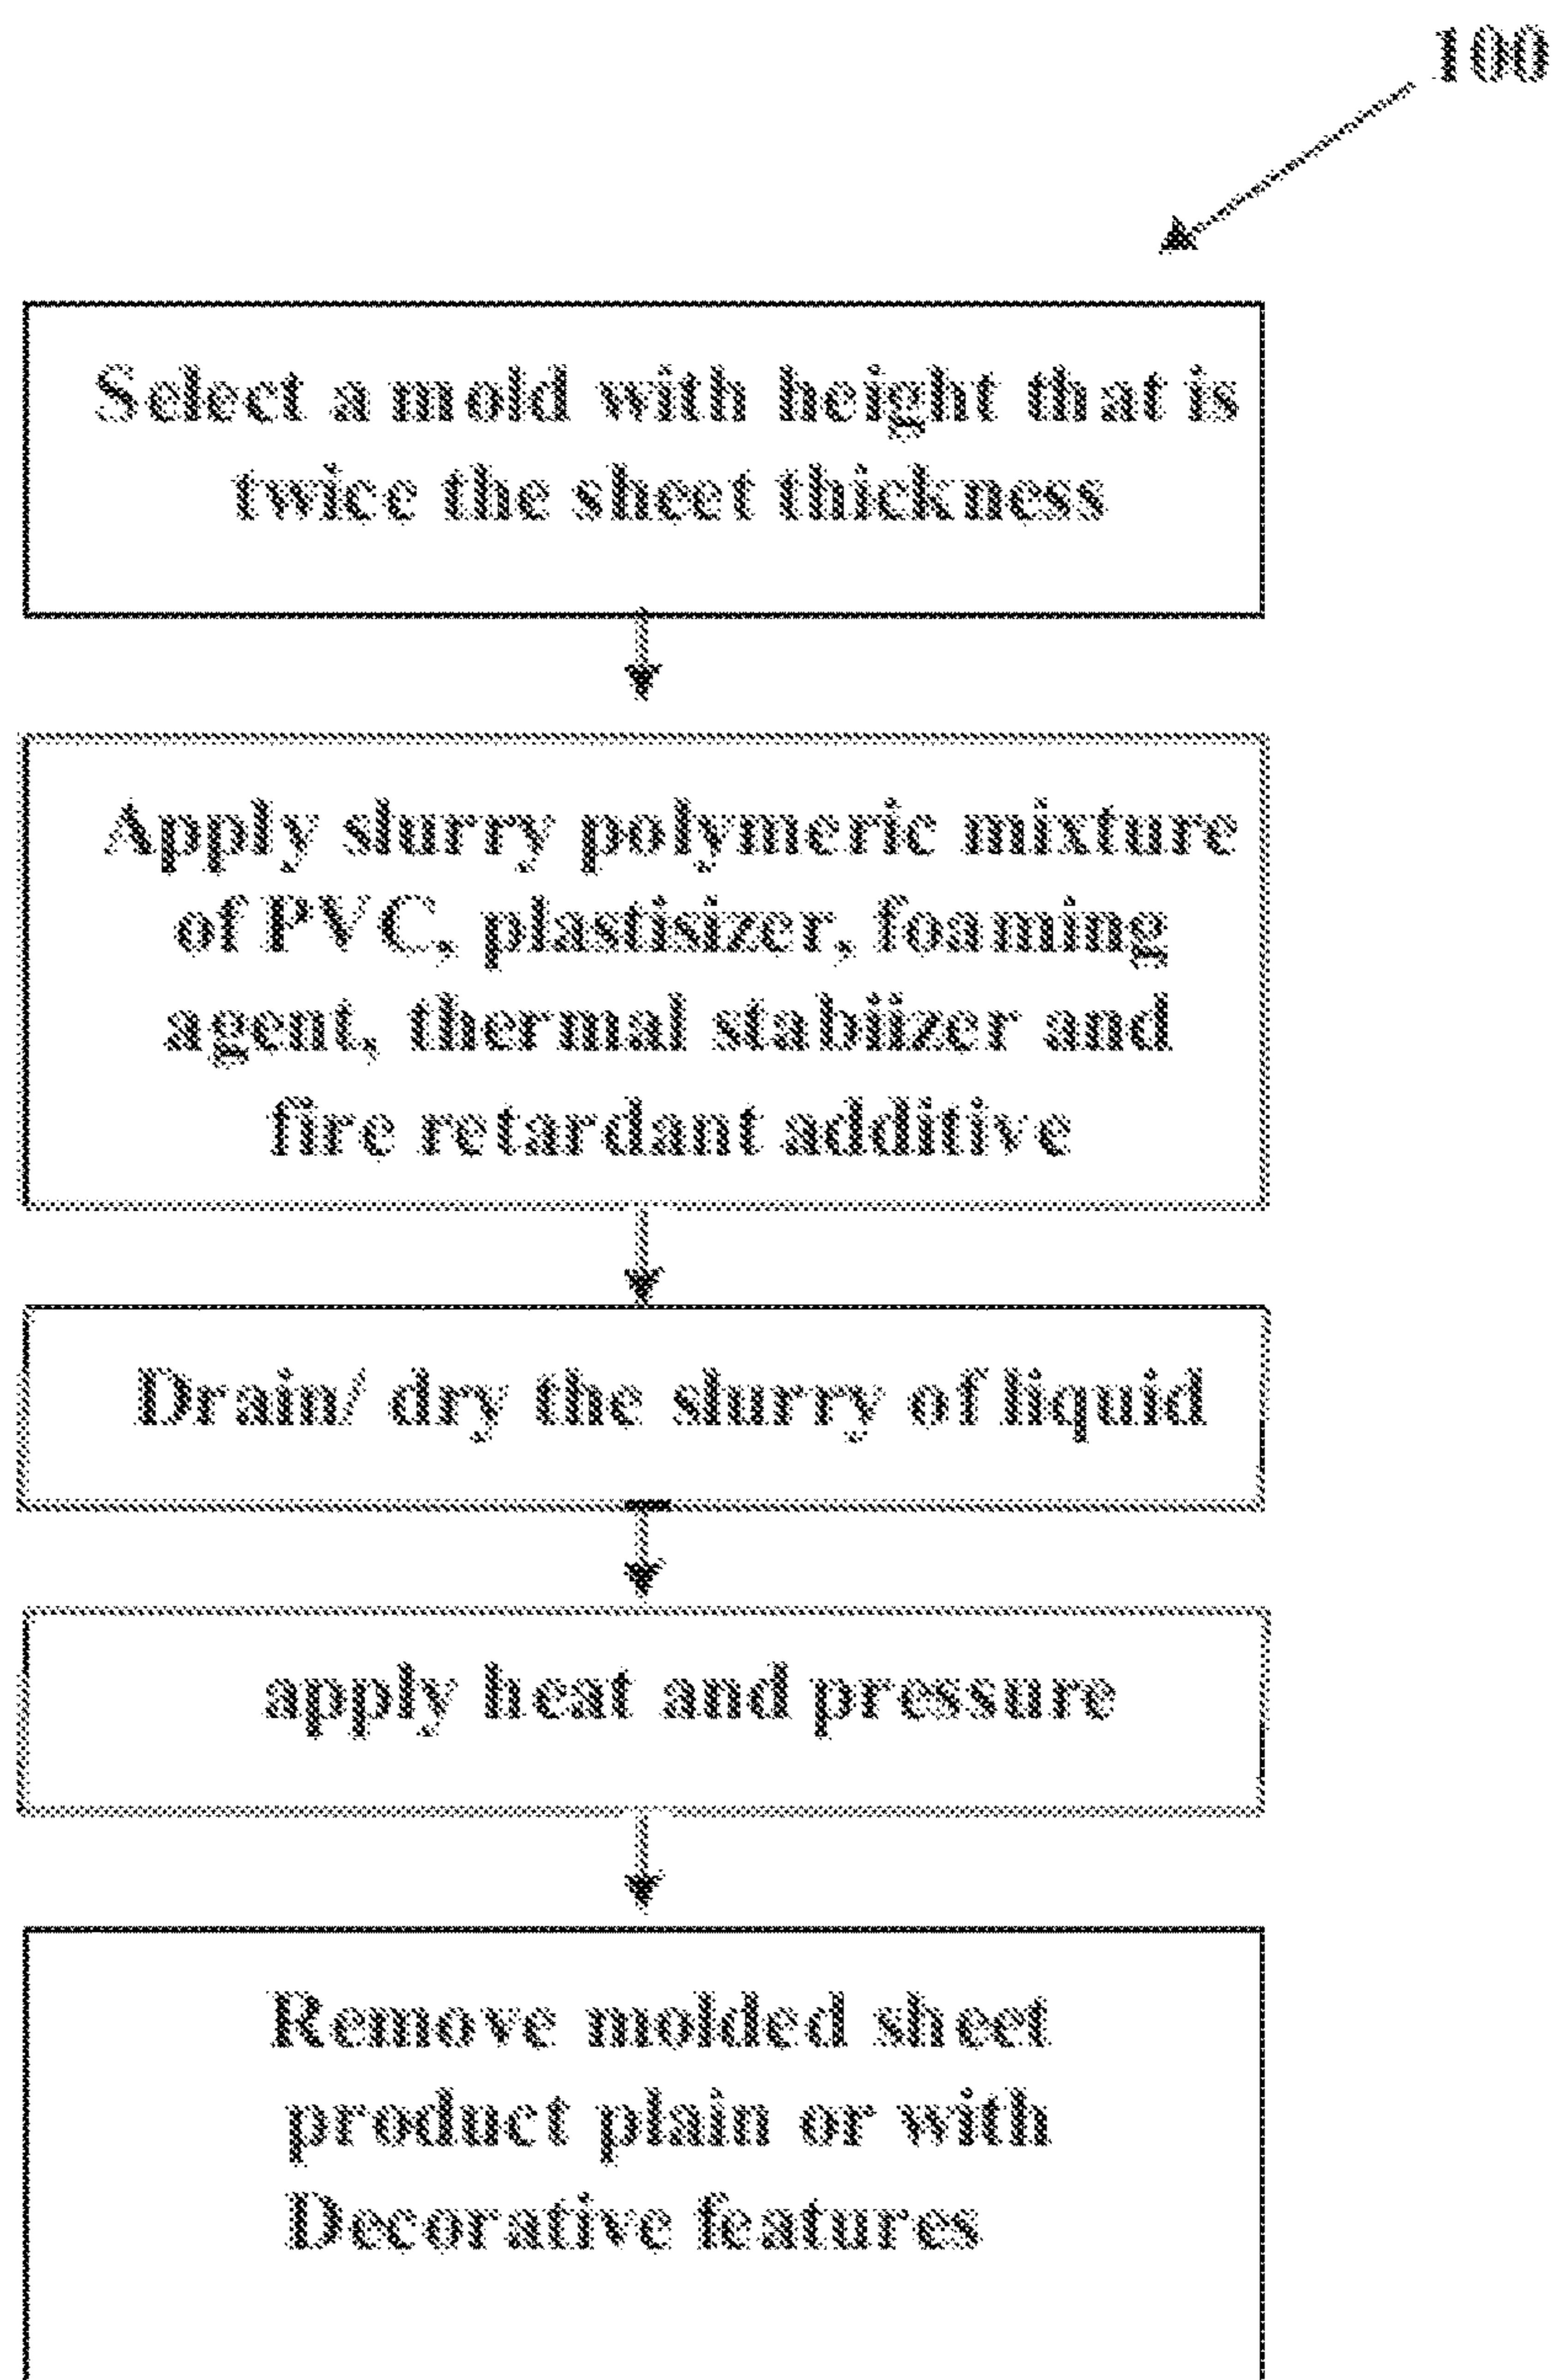 100
Select a mold with height that is
twice the sheet thickness
Apply slurry polymeric mixture
of PVC, plastisizer, foaming
agent, thermal stabiizer and
fire retardant additive
Drain/ dry the slurry of liquid
apply heat and pressure
Remove molded sheet
product plain or with
Decorative features